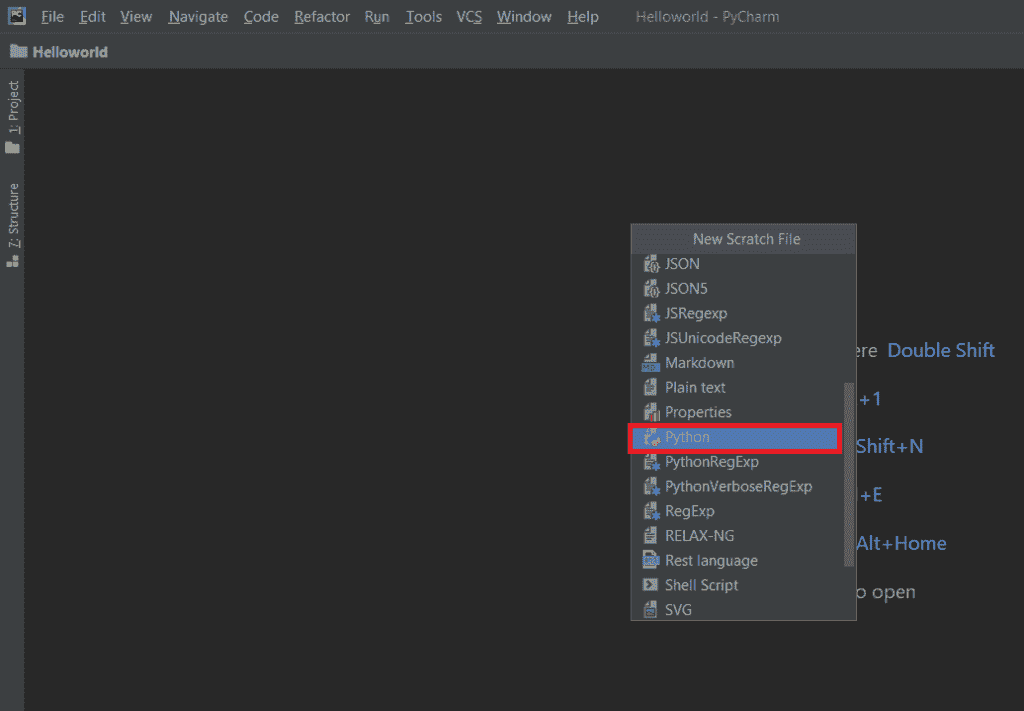 PC
File Edit View Navigate Code Refactor Run Tools VCS Window Help Helloworld - PyCharm
Helloworld
1: Project
7: Structure
New Scratch File
JSON
JSON5
JSRegexp
JSUnicodeRegexp
Markdown
Plain text
Properties
Python
PythonRegExp
PythonVerboseRegExp
RegExp
RELAX-NG
Rest language
Shell Script
SVG
ere Double Shift
+1
Shift+N
+E
Alt+Home
o open